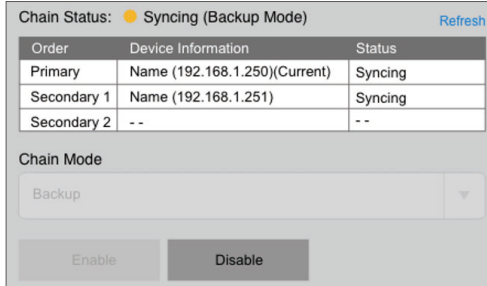 Chain Status: Syncing (Backup Mode) Refresh
Order Device Information Status
Primary Name (192.168.1.250)(Current) Syncing
Secondary 1 Name (192.168.1.251) Syncing
Secondary 2 - - - -
Chain Mode
Backup
Enable Disable